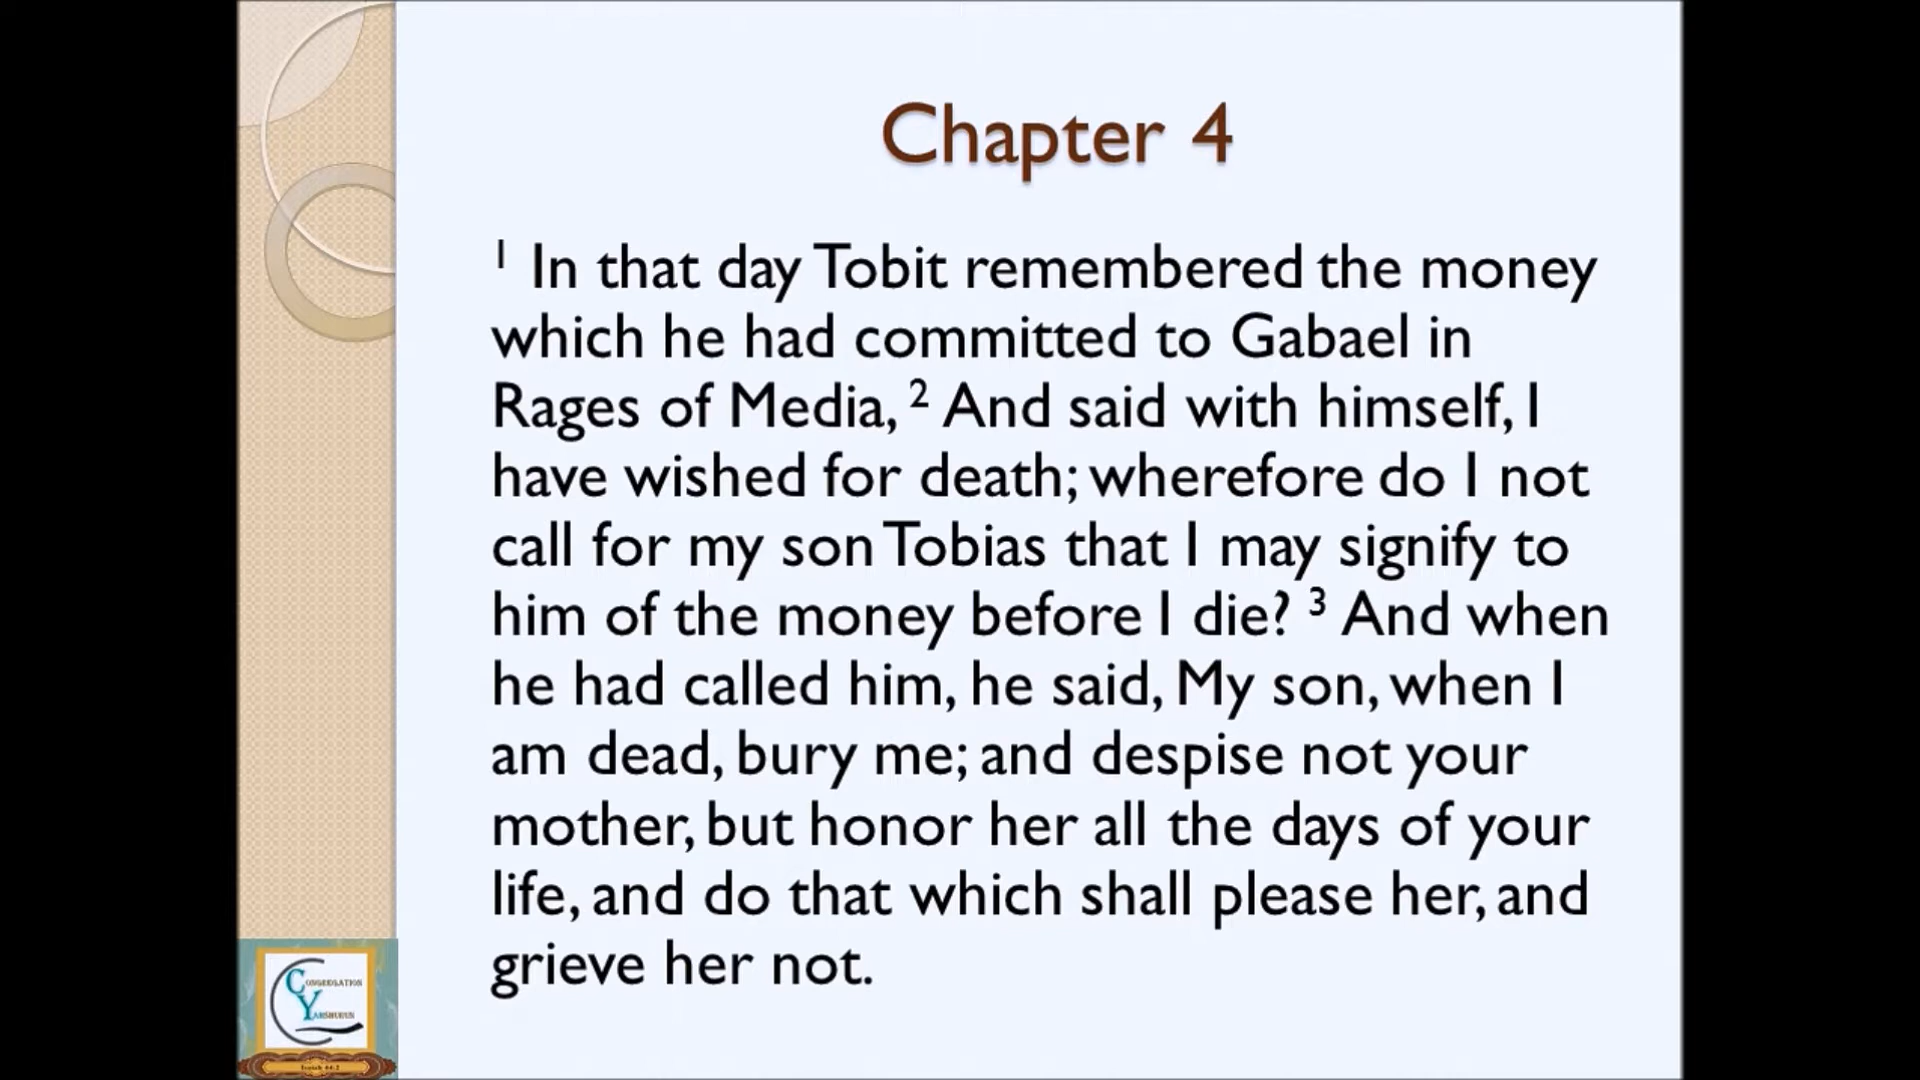 Chapter 4
1 In that day Tobit remembered the money
which he had committed to Gabael in
Rages of Media, 2 And said with himself, I
have wished for death; wherefore do I not
call for my son Tobias that I may signify to
him of the money before I die? 3 And when
he had called him, he said, My son, when I
am dead, bury me; and despise not your
mother, but honor her all the days of your
life, and do that which shall please her, and
grieve her not.
CONGREGATION
YAHSHURUN
Isaiah 44:2